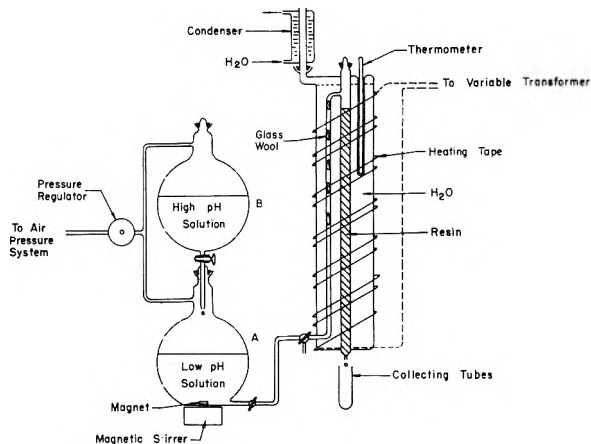 Condenser
H₂O
Thermometer
To Variable Transformer
Glass
Wool
Heating Tape
H₂O
Resin
Pressure
Regulator
B
High pH
Solution
To Air
Pressure
System
A
Low pH
Solution
Magnet
Magnetic S-irrer
Collecting Tubes